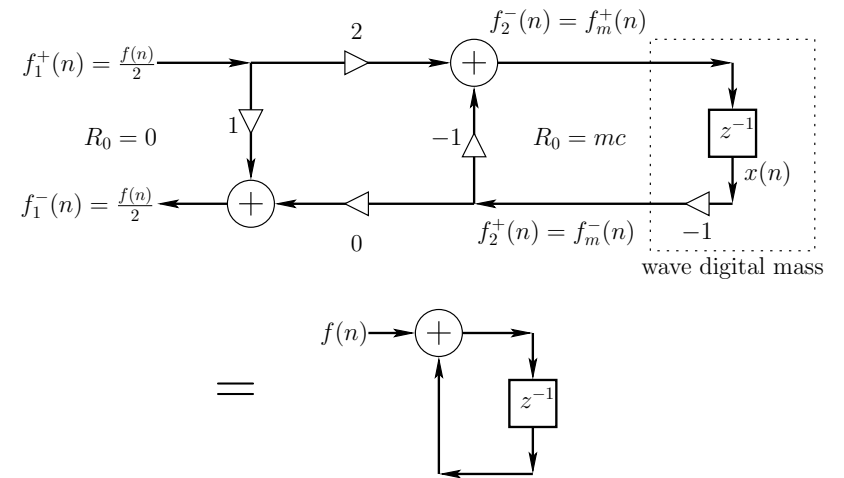 2
f_2^-(n) = f_m^+(n)
f_1^+(n) = f(n)/2
+
1
R_0 = 0
−1
R_0 = mc
z^{-1}
x(n)
f_1^-(n) = f(n)/2
+
0
f_2^+(n) = f_m^-(n)
−1
wave digital mass
f(n)
+
=
z^{-1}